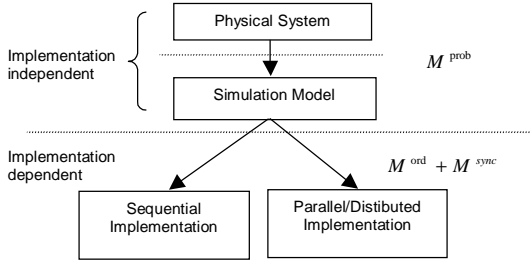 Physical System
Implementation
independent
M prob
Simulation Model
Implementation
dependent
M ord + M sync
Sequential
Implementation
Parallel/Distibuted
Implementation